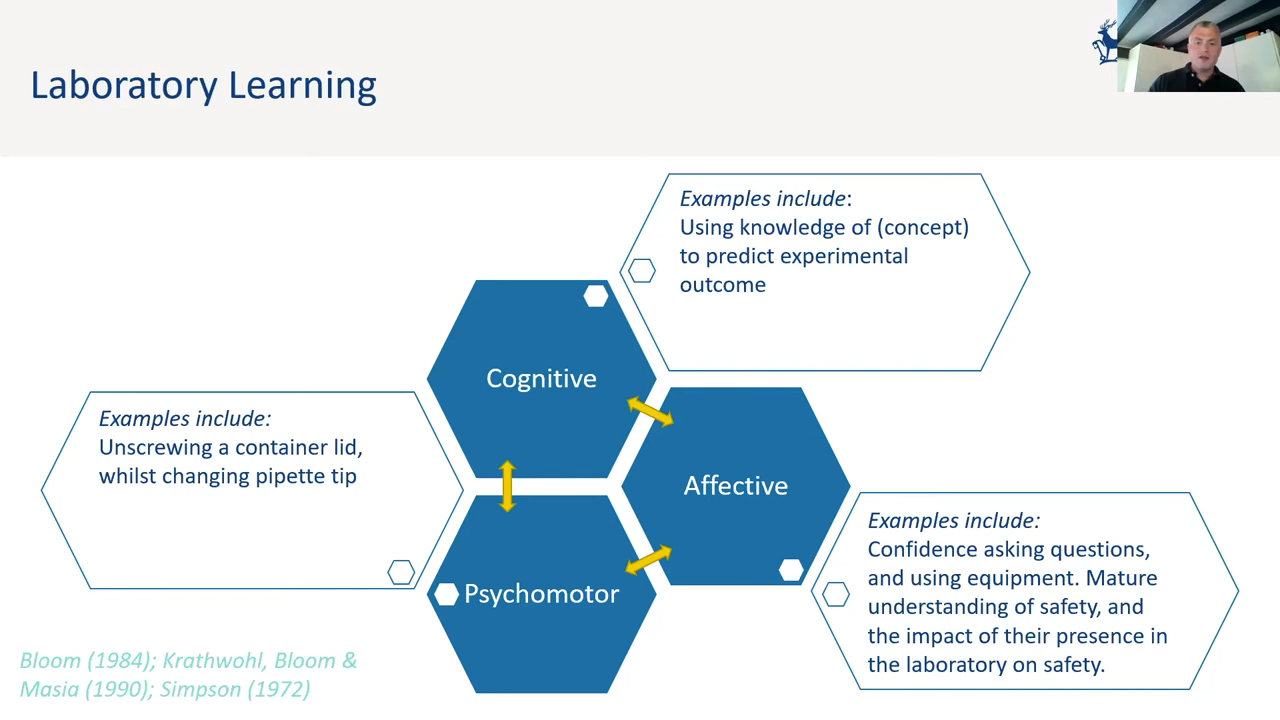 Laboratory Learning
Examples include:
Using knowledge of (concept)
to predict experimental
outcome
Cognitive
Examples include:
Unscrewing a container lid,
whilst changing pipette tip
Affective
Examples include:
Confidence asking questions,
and using equipment. Mature
understanding of safety, and
the impact of their presence in
the laboratory on safety.
Psychomotor
Bloom (1984); Krathwohl, Bloom &
Masia (1990); Simpson (1972)